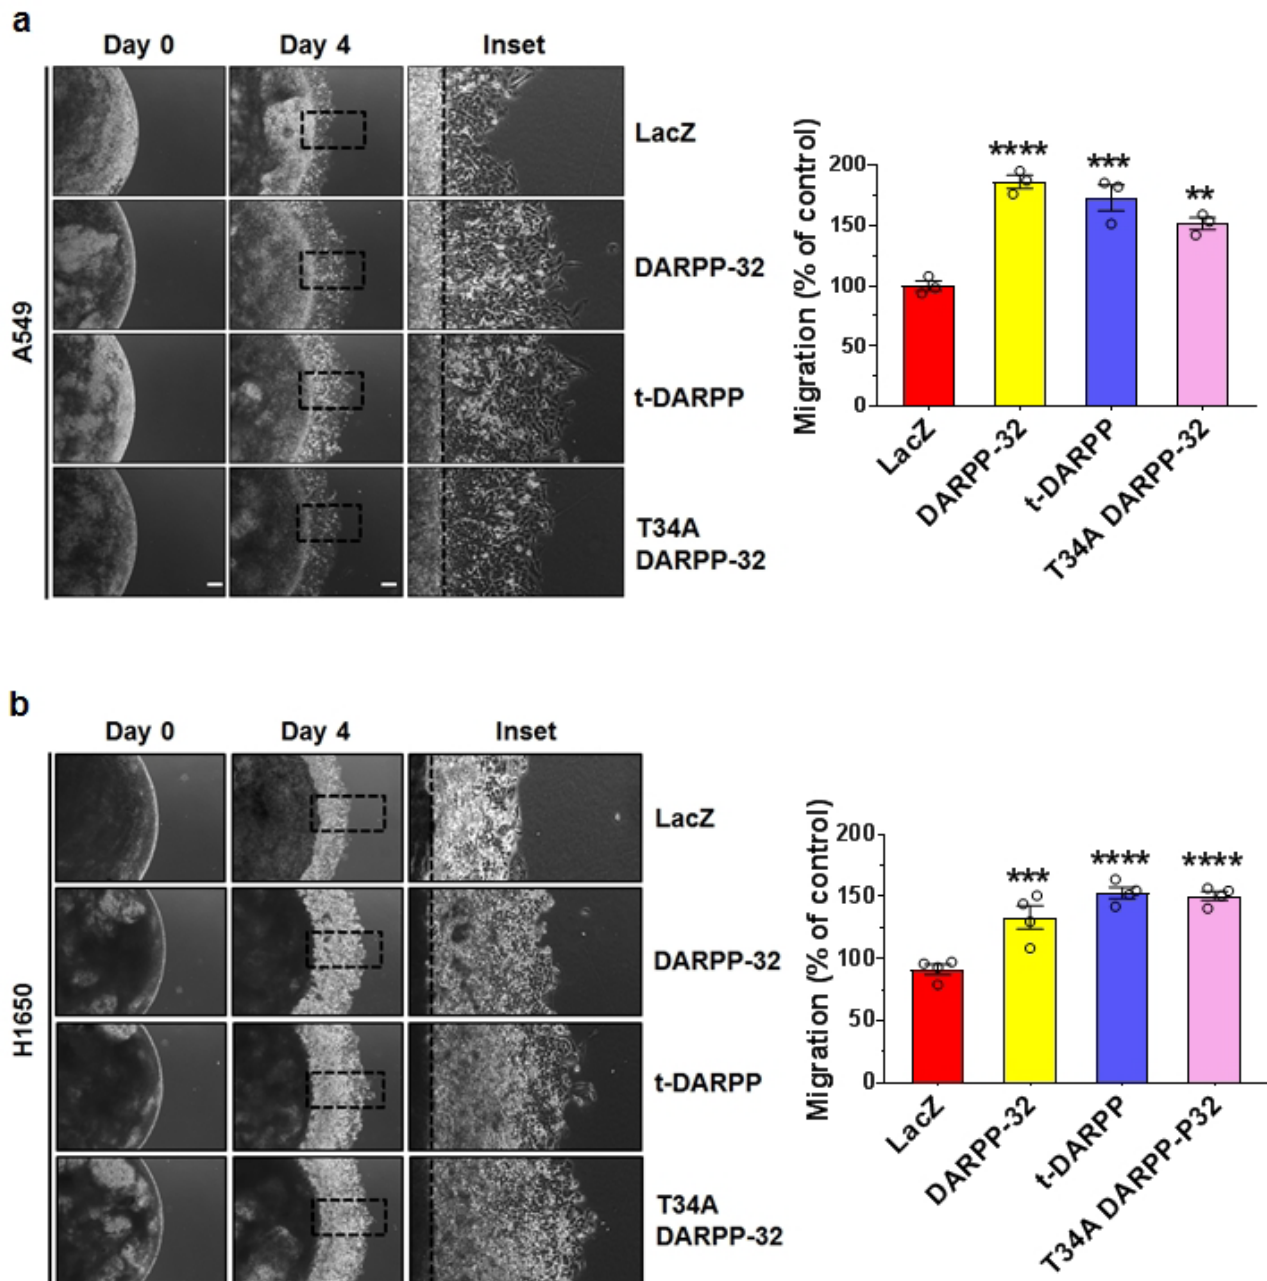 a
Day 0 Day 4 Inset
A549
LacZ
DARPP-32
t-DARPP
T34A
DARPP-32
Migration (% of control)
200
150
100
50
0
****
***
**
LacZ
DARPP-32
t-DARPP
T34A DARPP-32
b
Day 0 Day 4 Inset
H1650
LacZ
DARPP-32
t-DARPP
T34A
DARPP-32
Migration (% of control)
200
150
100
50
0
***
****
****
LacZ
DARPP-32
t-DARPP
T34A DARPP-P32